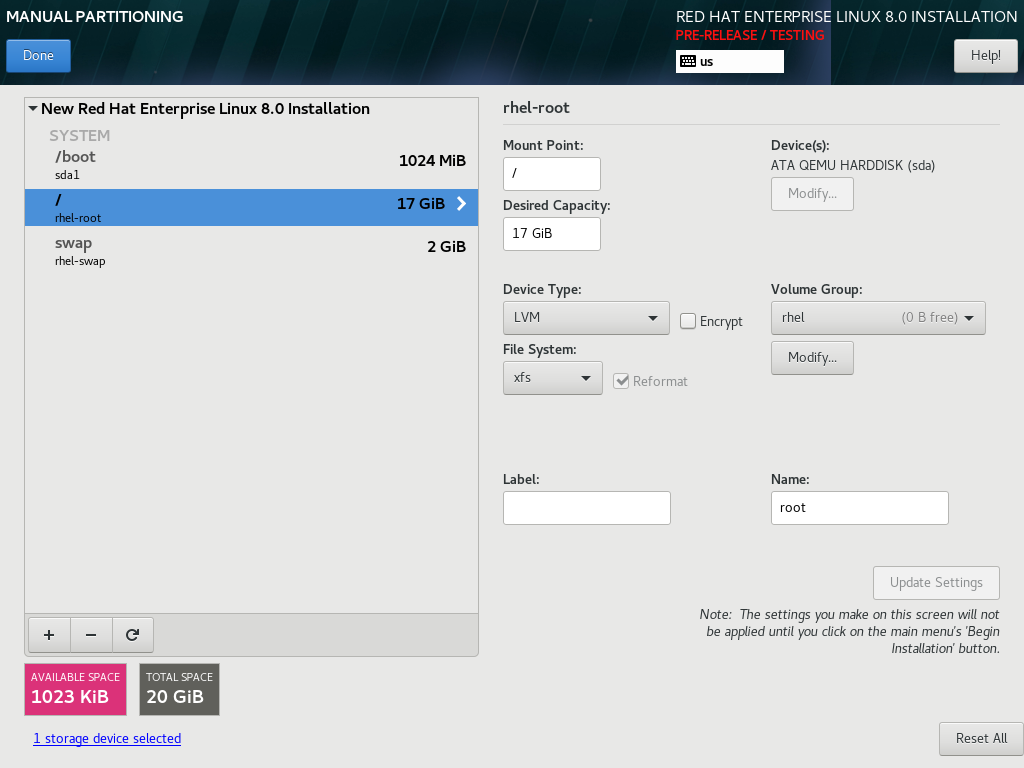 MANUAL PARTITIONING
RED HAT ENTERPRISE LINUX 8.0 INSTALLATION
PRE-RELEASE / TESTING
Done
us
Help!
New Red Hat Enterprise Linux 8.0 Installation
SYSTEM
/boot
1024 MiB
sda1
/
17 GiB
rhel-root
swap
2 GiB
rhel-swap
rhel-root
Mount Point:
/
Device(s):
ATA QEMU HARDDISK (sda)
Modify...
Desired Capacity:
17 GiB
Device Type:
LVM
Encrypt
Volume Group:
rhel (0 B free)
Modify...
File System:
xfs
Reformat
Label:
Name:
root
Update Settings
Note: The settings you make on this screen will not
be applied until you click on the main menu's 'Begin
Installation' button.
AVAILABLE SPACE
1023 KiB
TOTAL SPACE
20 GiB
1 storage device selected
Reset All